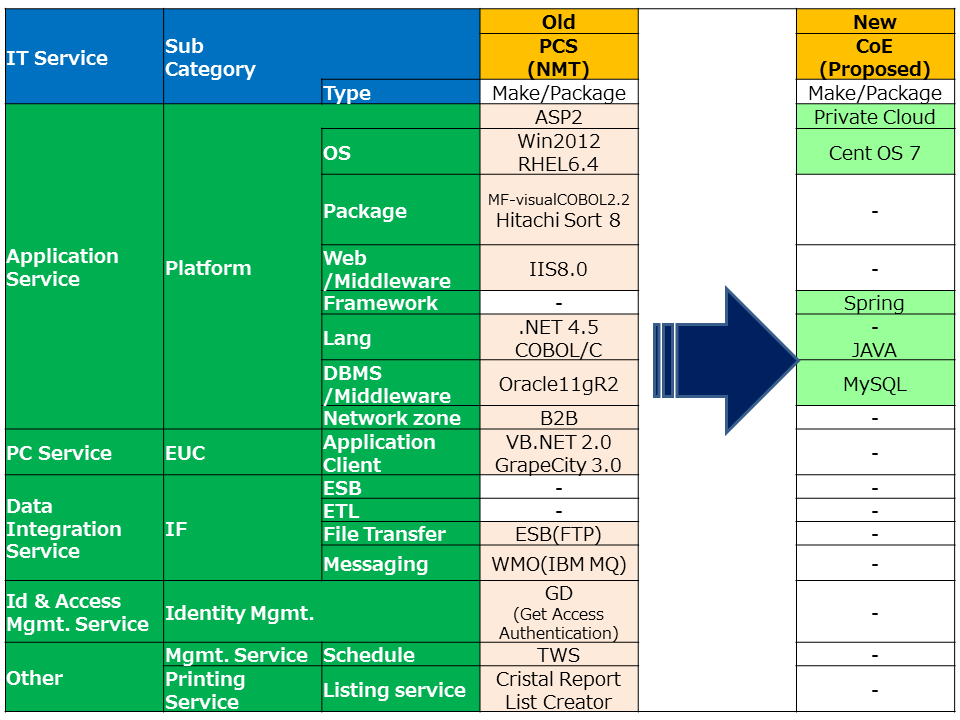 IT Service
Sub
Category
Type
Old
PCS
(NMT)
Make/Package
New
CoE
(Proposed)
Make/Package
Application
Service
Platform
ASP2
Private Cloud
OS
Win2012
RHEL6.4
Cent OS 7
Package
MF-visualCOBOL2.2
Hitachi Sort 8
-
Web
/Middleware
IIS8.0
-
Framework
-
Spring
Lang
.NET 4.5
COBOL/C
-
JAVA
DBMS
/Middleware
Oracle11gR2
MySQL
Network zone
B2B
-
PC Service
EUC
Application
Client
VB.NET 2.0
GrapeCity 3.0
-
Data
Integration
Service
IF
ESB
-
-
ETL
-
-
File Transfer
ESB(FTP)
-
Messaging
WMO(IBM MQ)
-
Id & Access
Mgmt. Service
Identity Mgmt.
GD
(Get Access
Authentication)
-
Other
Mgmt. Service
Schedule
TWS
-
Printing
Service
Listing service
Cristal Report
List Creator
-